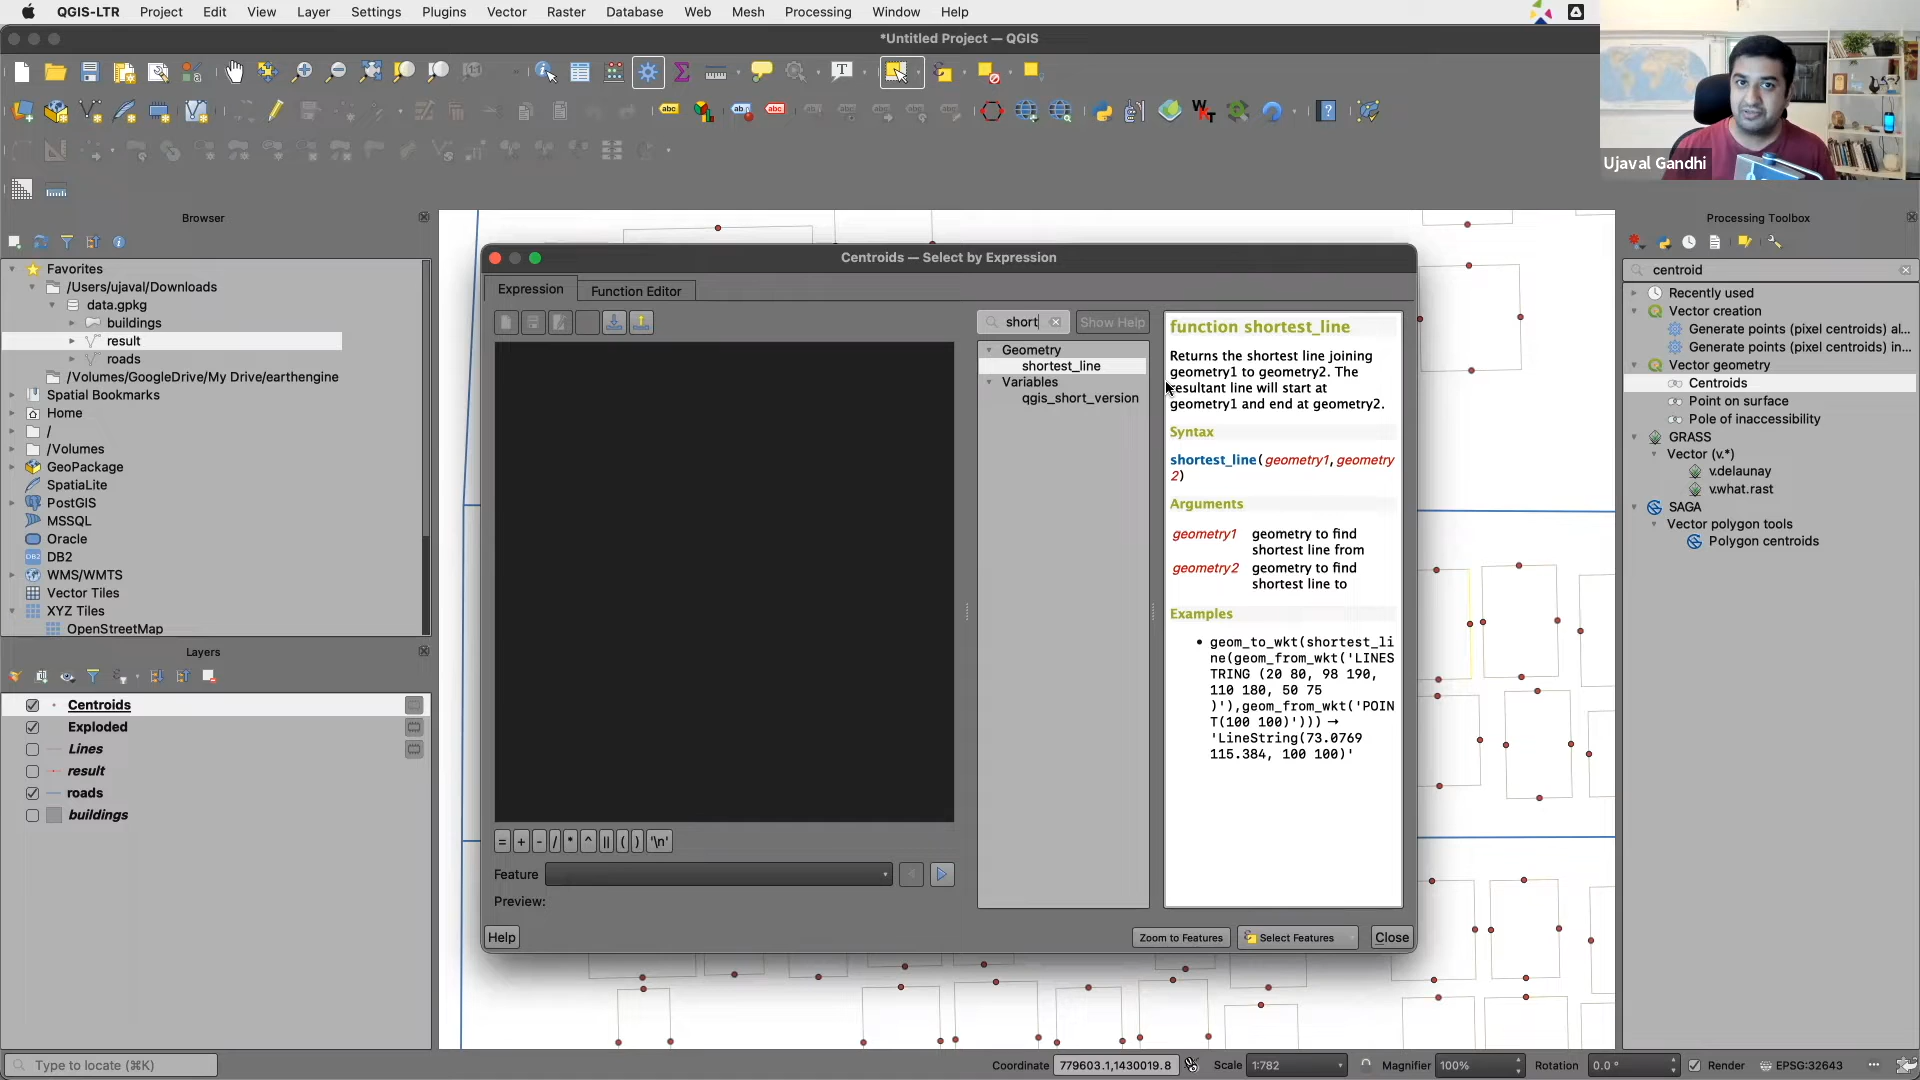 QGIS-LTR Project Edit View Layer Settings Plugins Vector Raster Database Web Mesh Processing Window Help
*Untitled Project — QGIS
Ujaval Gandhi
Browser
Favorites
/Users/ujaval/Downloads
data.gpkg
buildings
result
roads
/Volumes/GoogleDrive/My Drive/earthengine
Spatial Bookmarks
Home
/
/Volumes
GeoPackage
SpatiaLite
PostGIS
MSSQL
Oracle
DB2
WMS/WMTS
Vector Tiles
XYZ Tiles
OpenStreetMap
Layers
Centroids
Exploded
Lines
result
roads
buildings
Centroids — Select by Expression
Expression Function Editor
short Show Help
Geometry
shortest_line
Variables
qgis_short_version
function shortest_line
Returns the shortest line joining
geometry1 to geometry2. The
resultant line will start at
geometry1 and end at geometry2.
Syntax
shortest_line(geometry1,geometry
2)
Arguments
geometry1 geometry to find
shortest line from
geometry2 geometry to find
shortest line to
Examples
• geom_to_wkt(shortest_li
ne(geom_from_wkt('LINES
TRING (20 80, 98 190,
110 180, 50 75
)'),geom_from_wkt('POIN
T(100 100)'))) →
'LineString(73.0769
115.384, 100 100)'
= + - / * ^ || ( ) '\n'
Feature
Preview:
Help Zoom to Features Select Features Close
Processing Toolbox
centroid
Recently used
Vector creation
Generate points (pixel centroids) al...
Generate points (pixel centroids) in...
Vector geometry
Centroids
Point on surface
Pole of inaccessibility
GRASS
Vector (v.*)
v.delaunay
v.what.rast
SAGA
Vector polygon tools
Polygon centroids
Type to locate (⌘K) Coordinate 779603.1,1430019.8 Scale 1:782 Magnifier 100% Rotation 0.0 ° Render EPSG:32643